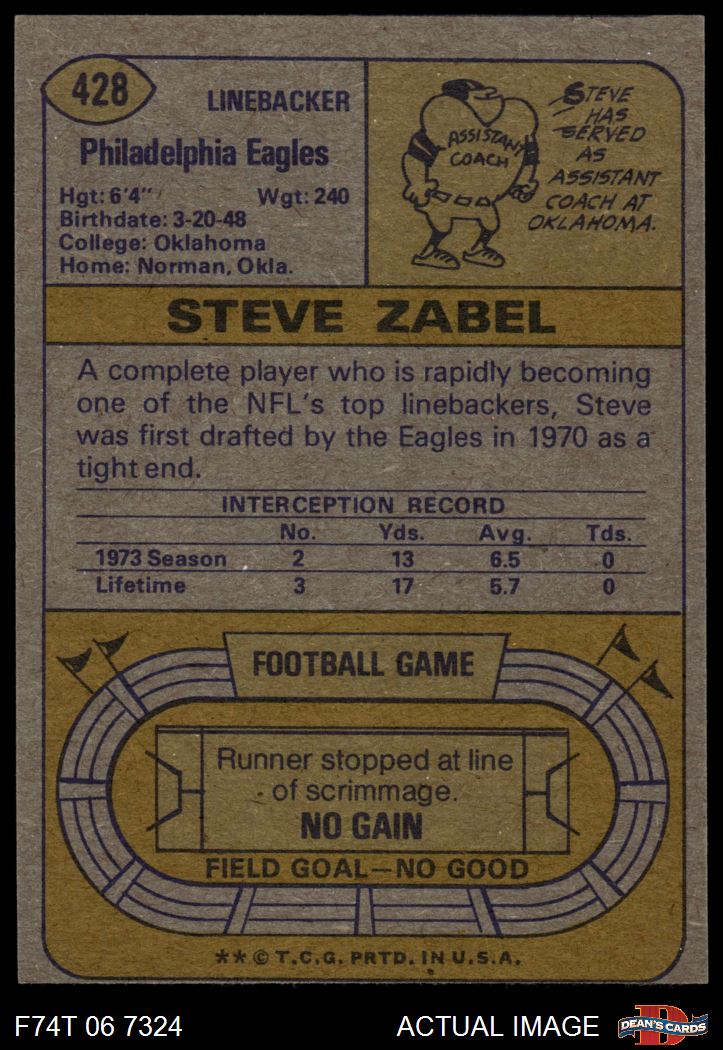 428
LINEBACKER
Philadelphia Eagles
Hgt: 6'4" Wgt: 240
Birthdate: 3-20-48
College: Oklahoma
Home: Norman, Okla.
ASSISTANT
COACH
STEVE
HAS
SERVED
AS
ASSISTANT
COACH AT
OKLAHOMA.
STEVE ZABEL
A complete player who is rapidly becoming
one of the NFL's top linebackers, Steve
was first drafted by the Eagles in 1970 as a
tight end.
INTERCEPTION RECORD
No. Yds. Avg. Tds.
1973 Season 2 13 6.5 0
Lifetime 3 17 5.7 0
FOOTBALL GAME
Runner stopped at line
of scrimmage.
NO GAIN
FIELD GOAL—NO GOOD
** © T.C.G. PRTD. IN U.S.A.
F74T 06 7324 ACTUAL IMAGE
D
DEAN'S CARDS